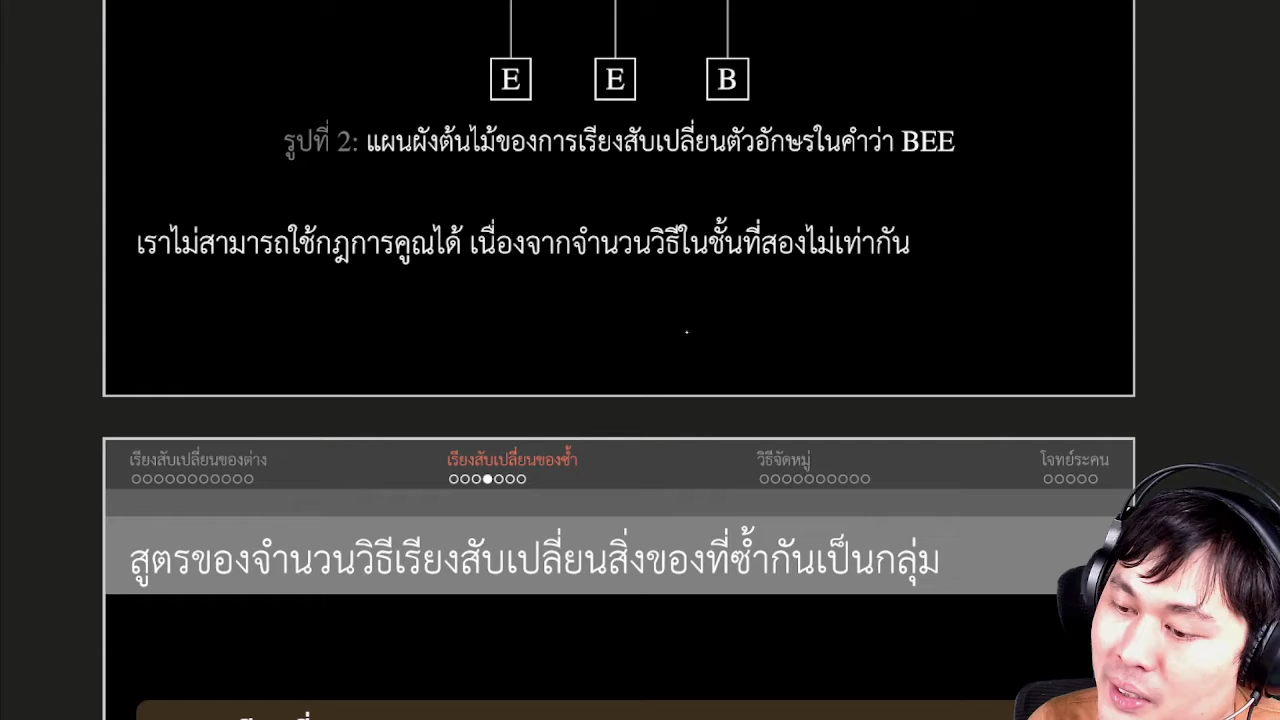 E E B
รูปที่ 2: แผนผังต้นไม้ของการเรียงสับเปลี่ยนตัวอักษรในคำว่า BEE
เราไม่สามารถใช้กฎการคูณได้ เนื่องจากจำนวนวิธีในชั้นที่สองไม่เท่ากัน
เรียงสับเปลี่ยนของต่าง เรียงสับเปลี่ยนของซ้ำ วิธีจัดหมู่ โจทย์ระคน
สูตรของจำนวนวิธีเรียงสับเปลี่ยนสิ่งของที่ซ้ำกันเป็นกลุ่ม